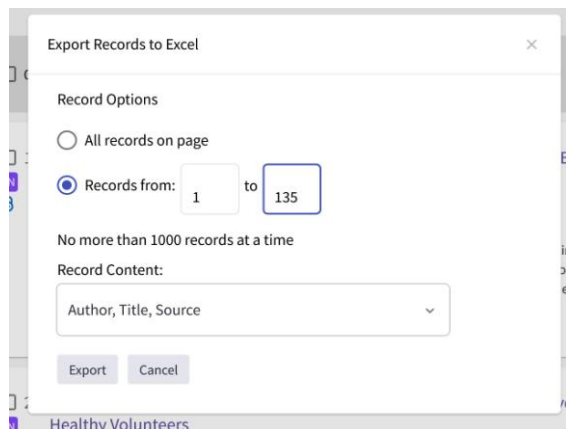 Export Records to Excel
Record Options
All records on page
Records from: 1 to 135
No more than 1000 records at a time
Record Content:
Author, Title, Source
Export Cancel
Healthy Volunteers